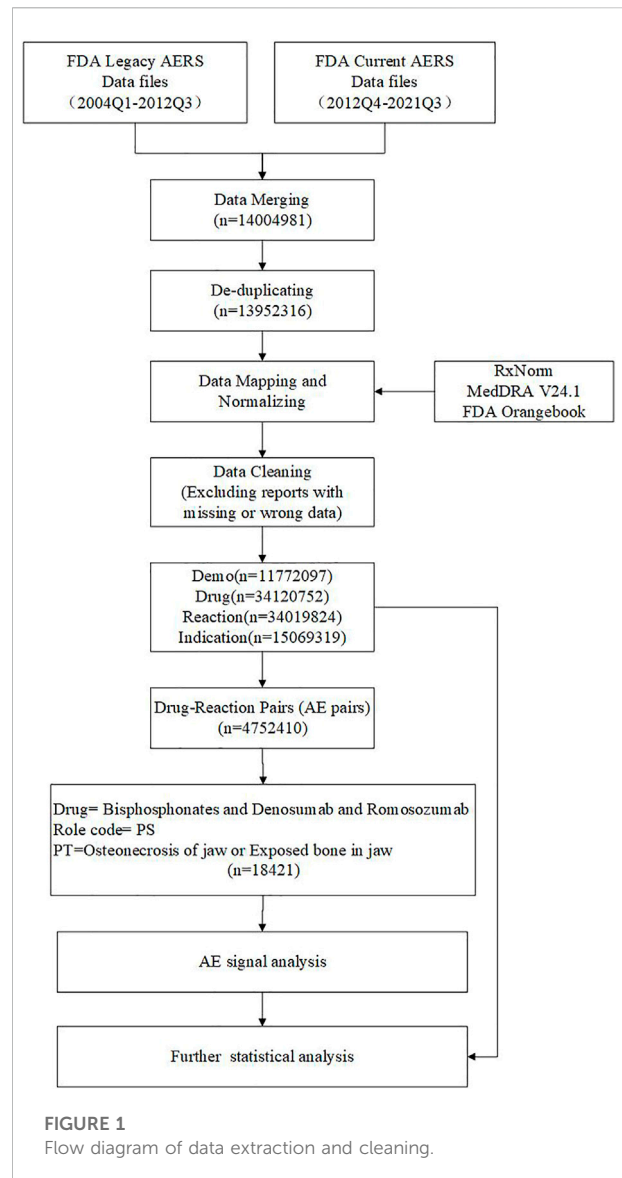 FDA Legacy AERS
Data files
（2004Q1-2012Q3）
FDA Current AERS
Data files
（2012Q4-2021Q3）
Data Merging
(n=14004981)
De-duplicating
(n=13952316)
Data Mapping and
Normalizing
RxNorm
MedDRA V24.1
FDA Orangebook
Data Cleaning
(Excluding reports with
missing or wrong data)
Demo(n=11772097)
Drug(n=34120752)
Reaction(n=34019824)
Indication(n=15069319)
Drug-Reaction Pairs (AE pairs)
(n=4752410)
Drug= Bisphosphonates and Denosumab and Romosozumab
Role code= PS
PT=Osteonecrosis of jaw or Exposed bone in jaw
(n=18421)
AE signal analysis
Further statistical analysis
FIGURE 1
Flow diagram of data extraction and cleaning.